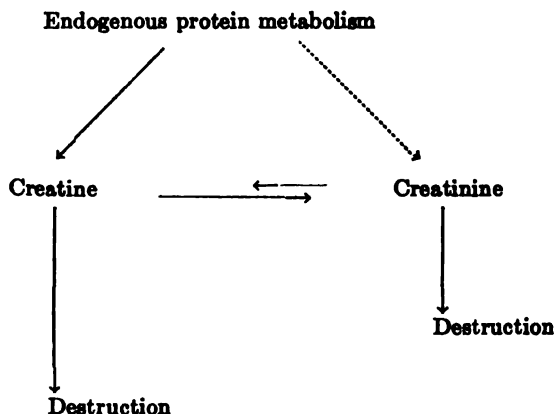 Endogenous protein metabolism
Creatine
Creatinine
Destruction
Destruction